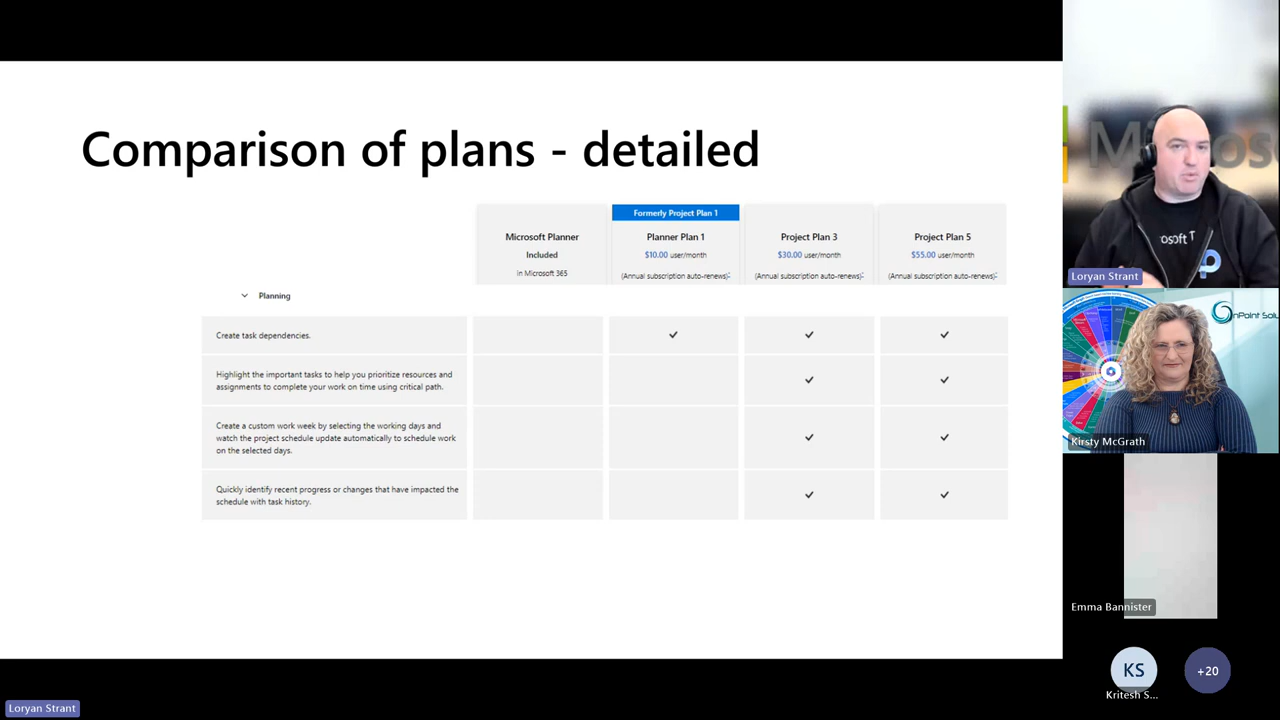 Comparison of plans - detailed
Formerly Project Plan 1
Microsoft Planner
Included
in Microsoft 365
Planner Plan 1
$10.00 user/month
(Annual subscription auto-renews)
Project Plan 3
$30.00 user/month
(Annual subscription auto-renews)
Project Plan 5
$55.00 user/month
(Annual subscription auto-renews)
Planning
Create task dependencies.
Highlight the important tasks to help you prioritize resources and
assignments to complete your work on time using critical path.
Create a custom work week by selecting the working days and
watch the project schedule update automatically to schedule work
on the selected days.
Quickly identify recent progress or changes that have impacted the
schedule with task history.
Loryan Strant
osoft T
Loryan Strant
nPoint Solu
Kirsty McGrath
Emma Bannister
KS
Kritesh S...
+20